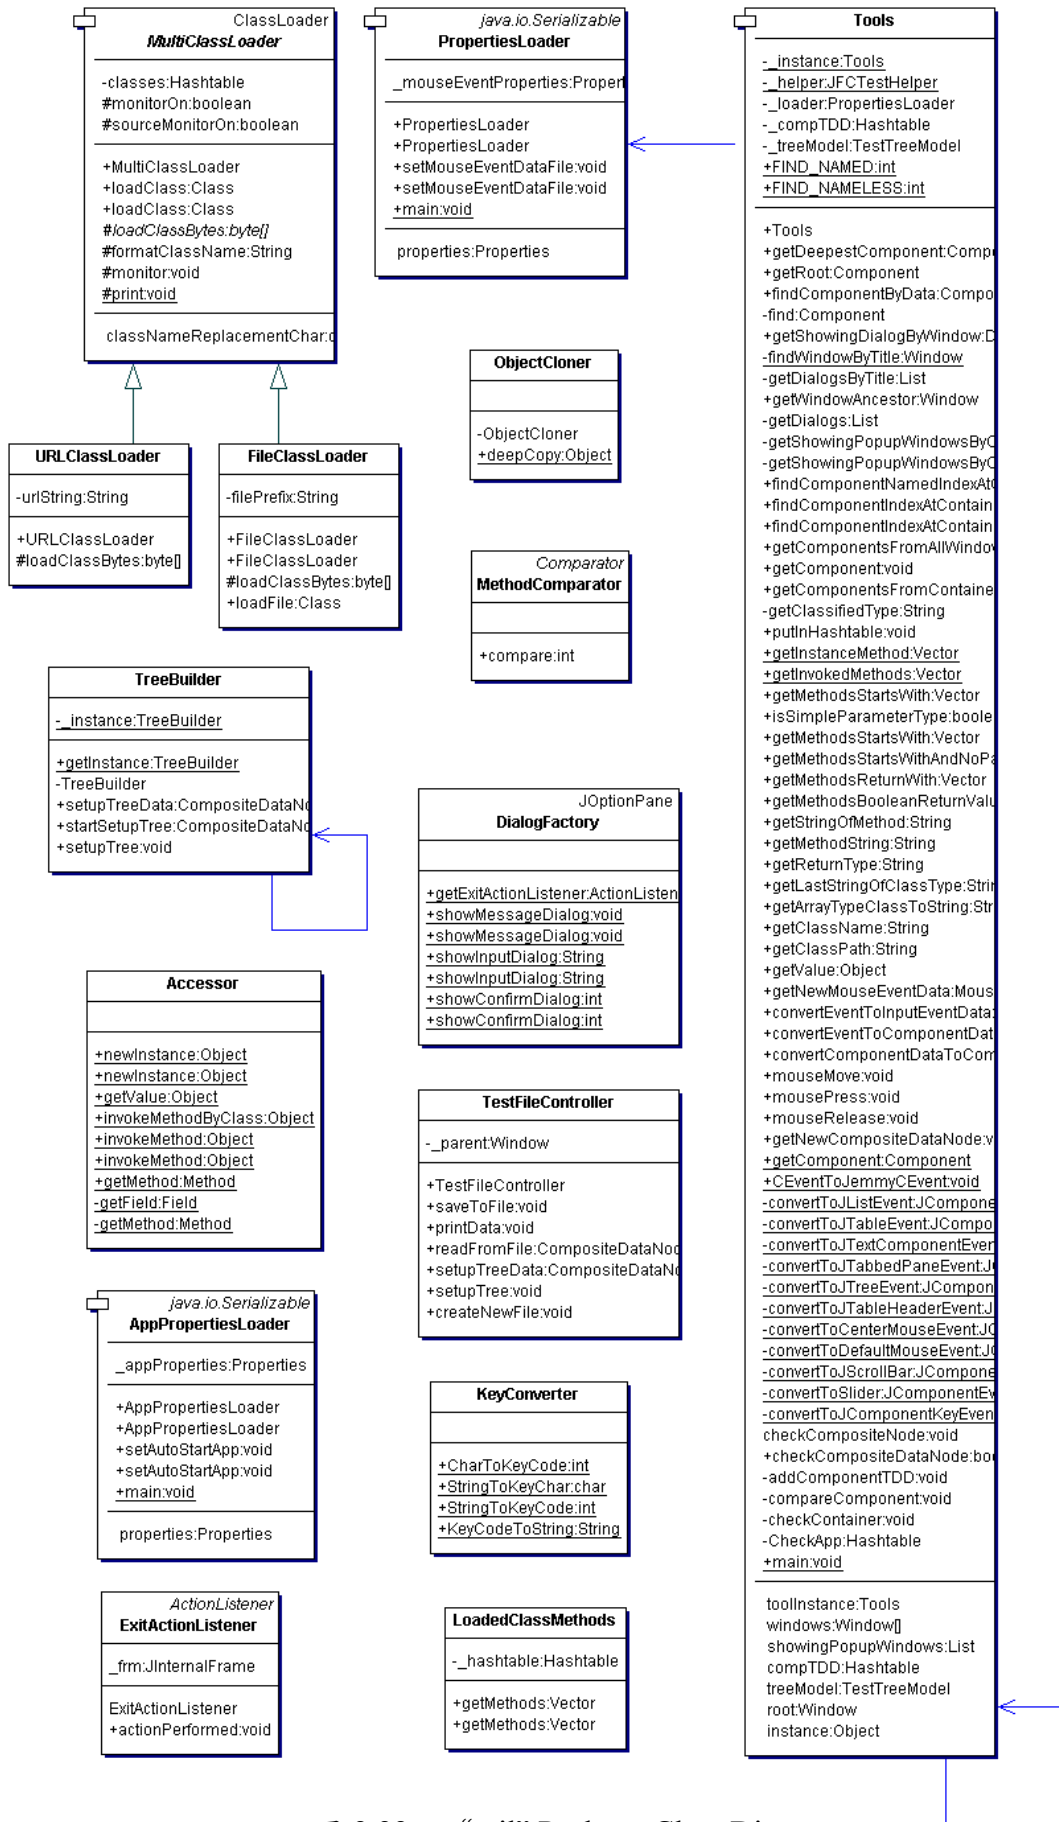 ClassLoader
MultiClassLoader
-classes:Hashtable
#monitorOn:boolean
#sourceMonitorOn:boolean
+MultiClassLoader
+loadClass:Class
+loadClass:Class
#loadClassBytes:byte[]
#formatClassName:String
#monitor:void
#print:void
classNameReplacementChar:
java.io.Serializable
PropertiesLoader
_mouseEventProperties:Propert
+PropertiesLoader
+PropertiesLoader
+setMouseEventDataFile:void
+setMouseEventDataFile:void
+main:void
properties:Properties
URLClassLoader
-urlString:String
+URLClassLoader
#loadClassBytes:byte[]
FileClassLoader
-filePrefix:String
+FileClassLoader
+FileClassLoader
#loadClassBytes:byte[]
+loadFile:Class
ObjectCloner
-ObjectCloner
+deepCopy:Object
Comparator
MethodComparator
+compare:int
TreeBuilder
-_instance:TreeBuilder
+getInstance:TreeBuilder
-TreeBuilder
+setupTreeData:CompositeDataNo
+startSetupTree:CompositeDataNo
+setupTree:void
JOptionPane
DialogFactory
+getExitActionListener:ActionListen
+showMessageDialog:void
+showMessageDialog:void
+showInputDialog:String
+showInputDialog:String
+showConfirmDialog:int
+showConfirmDialog:int
Accessor
+newInstance:Object
+newInstance:Object
+getValue:Object
+invokeMethodByClass:Object
+invokeMethod:Object
+invokeMethod:Object
+getMethod:Method
-getField:Field
-getMethod:Method
TestFileController
-_parent:Window
+TestFileController
+saveToFile:void
+printData:void
+readFromFile:CompositeDataNod
+setupTreeData:CompositeDataN
+setupTree:void
+createNewFile:void
java.io.Serializable
AppPropertiesLoader
_appProperties:Properties
+AppPropertiesLoader
+AppPropertiesLoader
+setAutoStartApp:void
+setAutoStartApp:void
+main:void
properties:Properties
KeyConverter
+CharToKeyCode:int
+StringToKeyChar:char
+StringToKeyCode:int
+KeyCodeToString:String
ActionListener
ExitActionListener
_frm:JInternalFrame
ExitActionListener
+actionPerformed:void
LoadedClassMethods
-_hashtable:Hashtable
+getMethods:Vector
+getMethods:Vector
Tools
-_instance:Tools
-_helper:JFCTestHelper
-_loader:PropertiesLoader
-_compTDD:Hashtable
-_treeModel:TestTreeModel
+FIND_NAMED:int
+FIND_NAMELESS:int
+Tools
+getDeepestComponent:Compo
+getRoot:Component
+findComponentByData:Compo
-find:Component
+getShowingDialogByWindow:D
-findWindowByTitle:Window
-getDialogsByTitle:List
+getWindowAncestor:Window
-getDialogs:List
-getShowingPopupWindowsByC
-getShowingPopupWindowsByC
+findComponentNamedIndexAtC
+findComponentIndexAtContain
+findComponentIndexAtContain
+getComponentsFromAllWindov
+getComponent:void
+getComponentsFromContaine
-getClassifiedType:String
+putInHashtable:void
+getInstanceMethod:Vector
+getInvokedMethods:Vector
+getMethodsStartsWith:Vector
+isSimpleParameterType:boole
+getMethodsStartsWith:Vector
+getMethodsStartsWithAndNoPa
+getMethodsReturnWith:Vector
+getMethodsBooleanReturnValu
+getStringOfMethod:String
+getMethodString:String
+getReturnType:String
+getLastStringOfClassType:Strin
+getArrayTypeClassToString:Str
+getClassName:String
+getClassPath:String
+getValue:Object
+getNewMouseEventData:Mous
+convertEventToInputEventData:
+convertEventToComponentDat
+convertComponentDataToCom
+mouseMove:void
+mousePress:void
+mouseRelease:void
+getNewCompositeDataNode:v
+getComponent:Component
+CEventToJemmyCEvent:void
-convertToJListEvent:JCompone
-convertToJTableEvent:JCompo
-convertToJTextComponentEven
-convertToJTabbedPaneEvent:J
-convertToJTreeEvent:JCompon
-convertToJTableHeaderEvent:J
-convertToCenterMouseEvent:JC
-convertToDefaultMouseEvent:JC
-convertToJScrollBar:JCompone
-convertToSlider:JComponentEv
-convertToJComponentKeyEven
checkCompositeNode:void
+checkCompositeDataNode:boo
-addComponentTDD:void
-compareComponent:void
-checkContainer:void
-CheckApp:Hashtable
+main:void
toolInstance:Tools
windows:Window[]
showingPopupWindows:List
compTDD:Hashtable
treeModel:TestTreeModel
root:Window
instance:Object